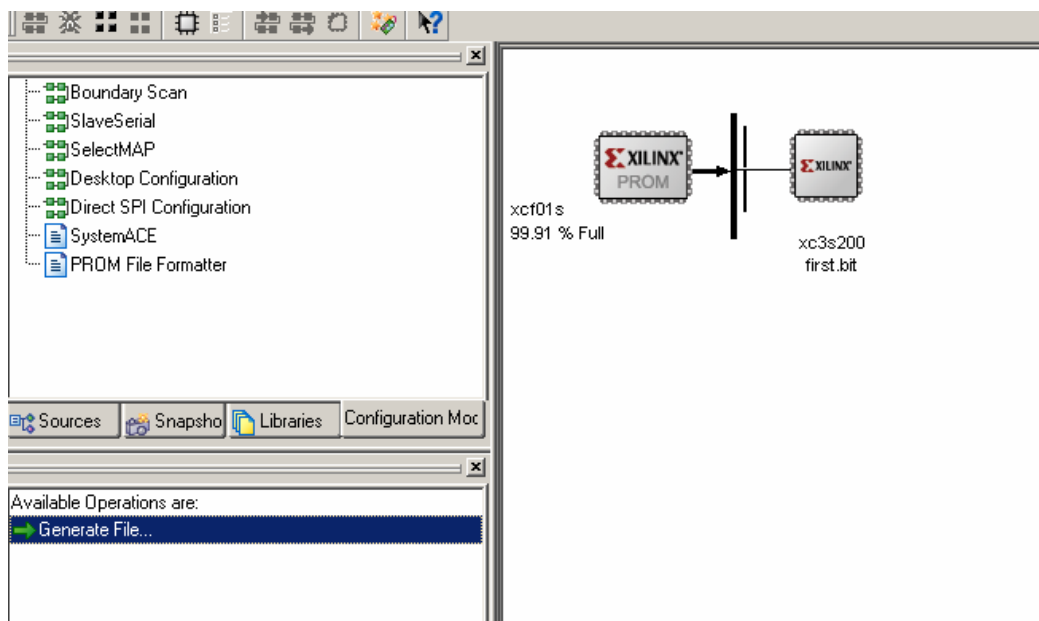 Boundary Scan
SlaveSerial
SelectMAP
Desktop Configuration
Direct SPI Configuration
SystemACE
PROM File Formatter
Sources
Snapsho
Libraries
Configuration Moc
Available Operations are:
Generate File...
XILINX
PROM
xcf01s
99.91 % Full
XILINX
xc3s200
first.bit